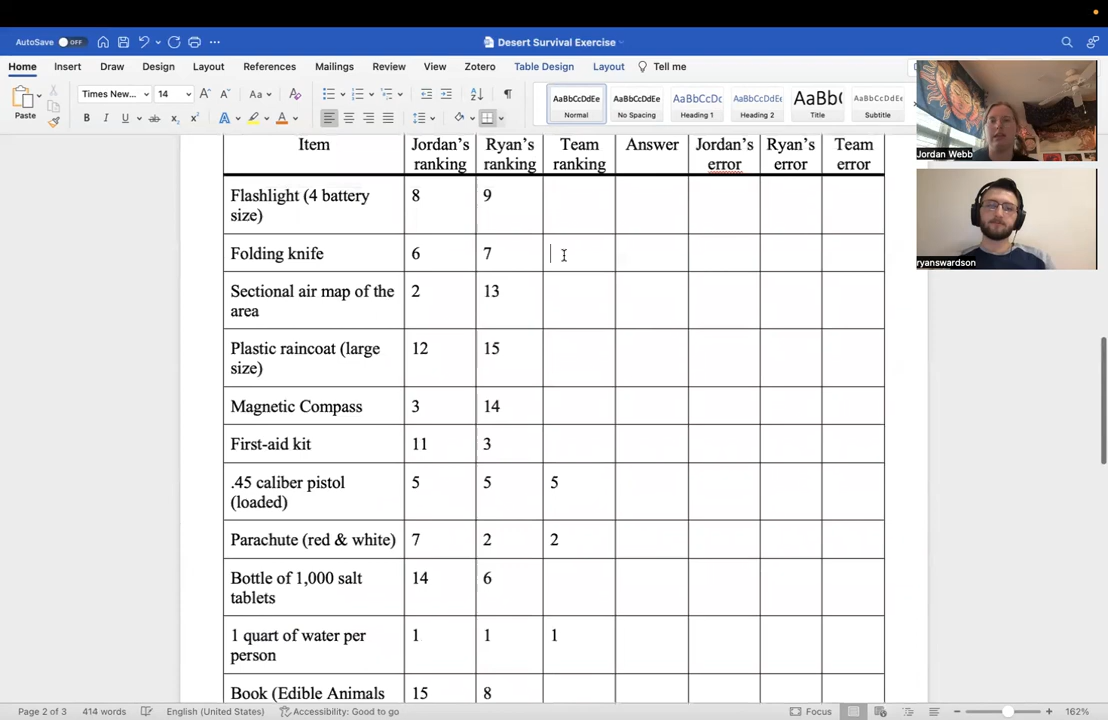 AutoSave OFF
Desert Survival Exercise
Home Insert Draw Design Layout References Mailings Review View Zotero Table Design Layout Tell me
Paste
Times New... 14
AaBbCcDdEe
Normal
AaBbCcDdEe
No Spacing
AaBbCcDc
Heading 1
AaBbCcDdE
Heading 2
AaBbC
Title
AaBbCcDdEe
Subtitle
Jordan Webb
ryanswardson
Item Jordan's ranking Ryan's ranking Team ranking Answer Jordan's error Ryan's error Team error
Flashlight (4 battery 8 9
size)
Folding knife 6 7
Sectional air map of the 2 13
area
Plastic raincoat (large 12 15
size)
Magnetic Compass 3 14
First-aid kit 11 3
.45 caliber pistol 5 5 5
(loaded)
Parachute (red & white) 7 2 2
Bottle of 1,000 salt 14 6
tablets
1 quart of water per 1 1 1
person
Book (Edible Animals 15 8
Page 2 of 3 414 words English (United States) Accessibility: Good to go Focus 162%